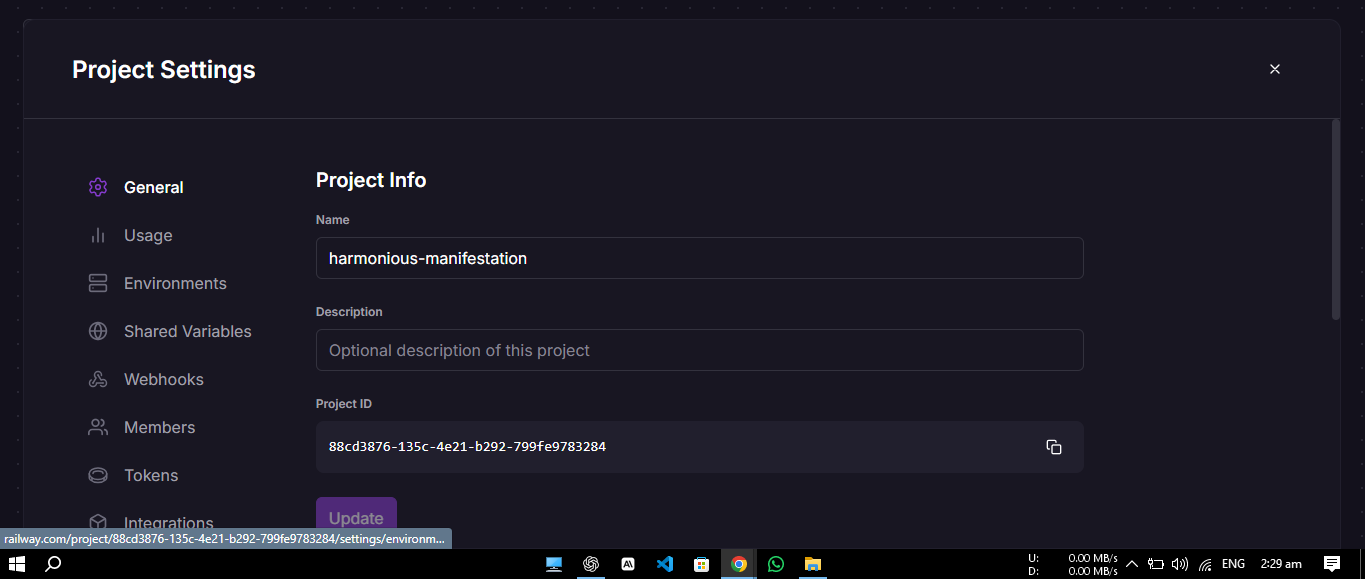 Project Settings
General
Usage
Environments
Shared Variables
Webhooks
Members
Tokens
Integrations
Project Info
Name
harmonious-manifestation
Description
Optional description of this project
Project ID
88cd3876-135c-4e21-b292-799fe9783284
Update
railway.com/project/88cd3876-135c-4e21-b292-799fe9783284/settings/environm...
U: 0.00 MB/s
D: 0.00 MB/s
ENG
2:29 am